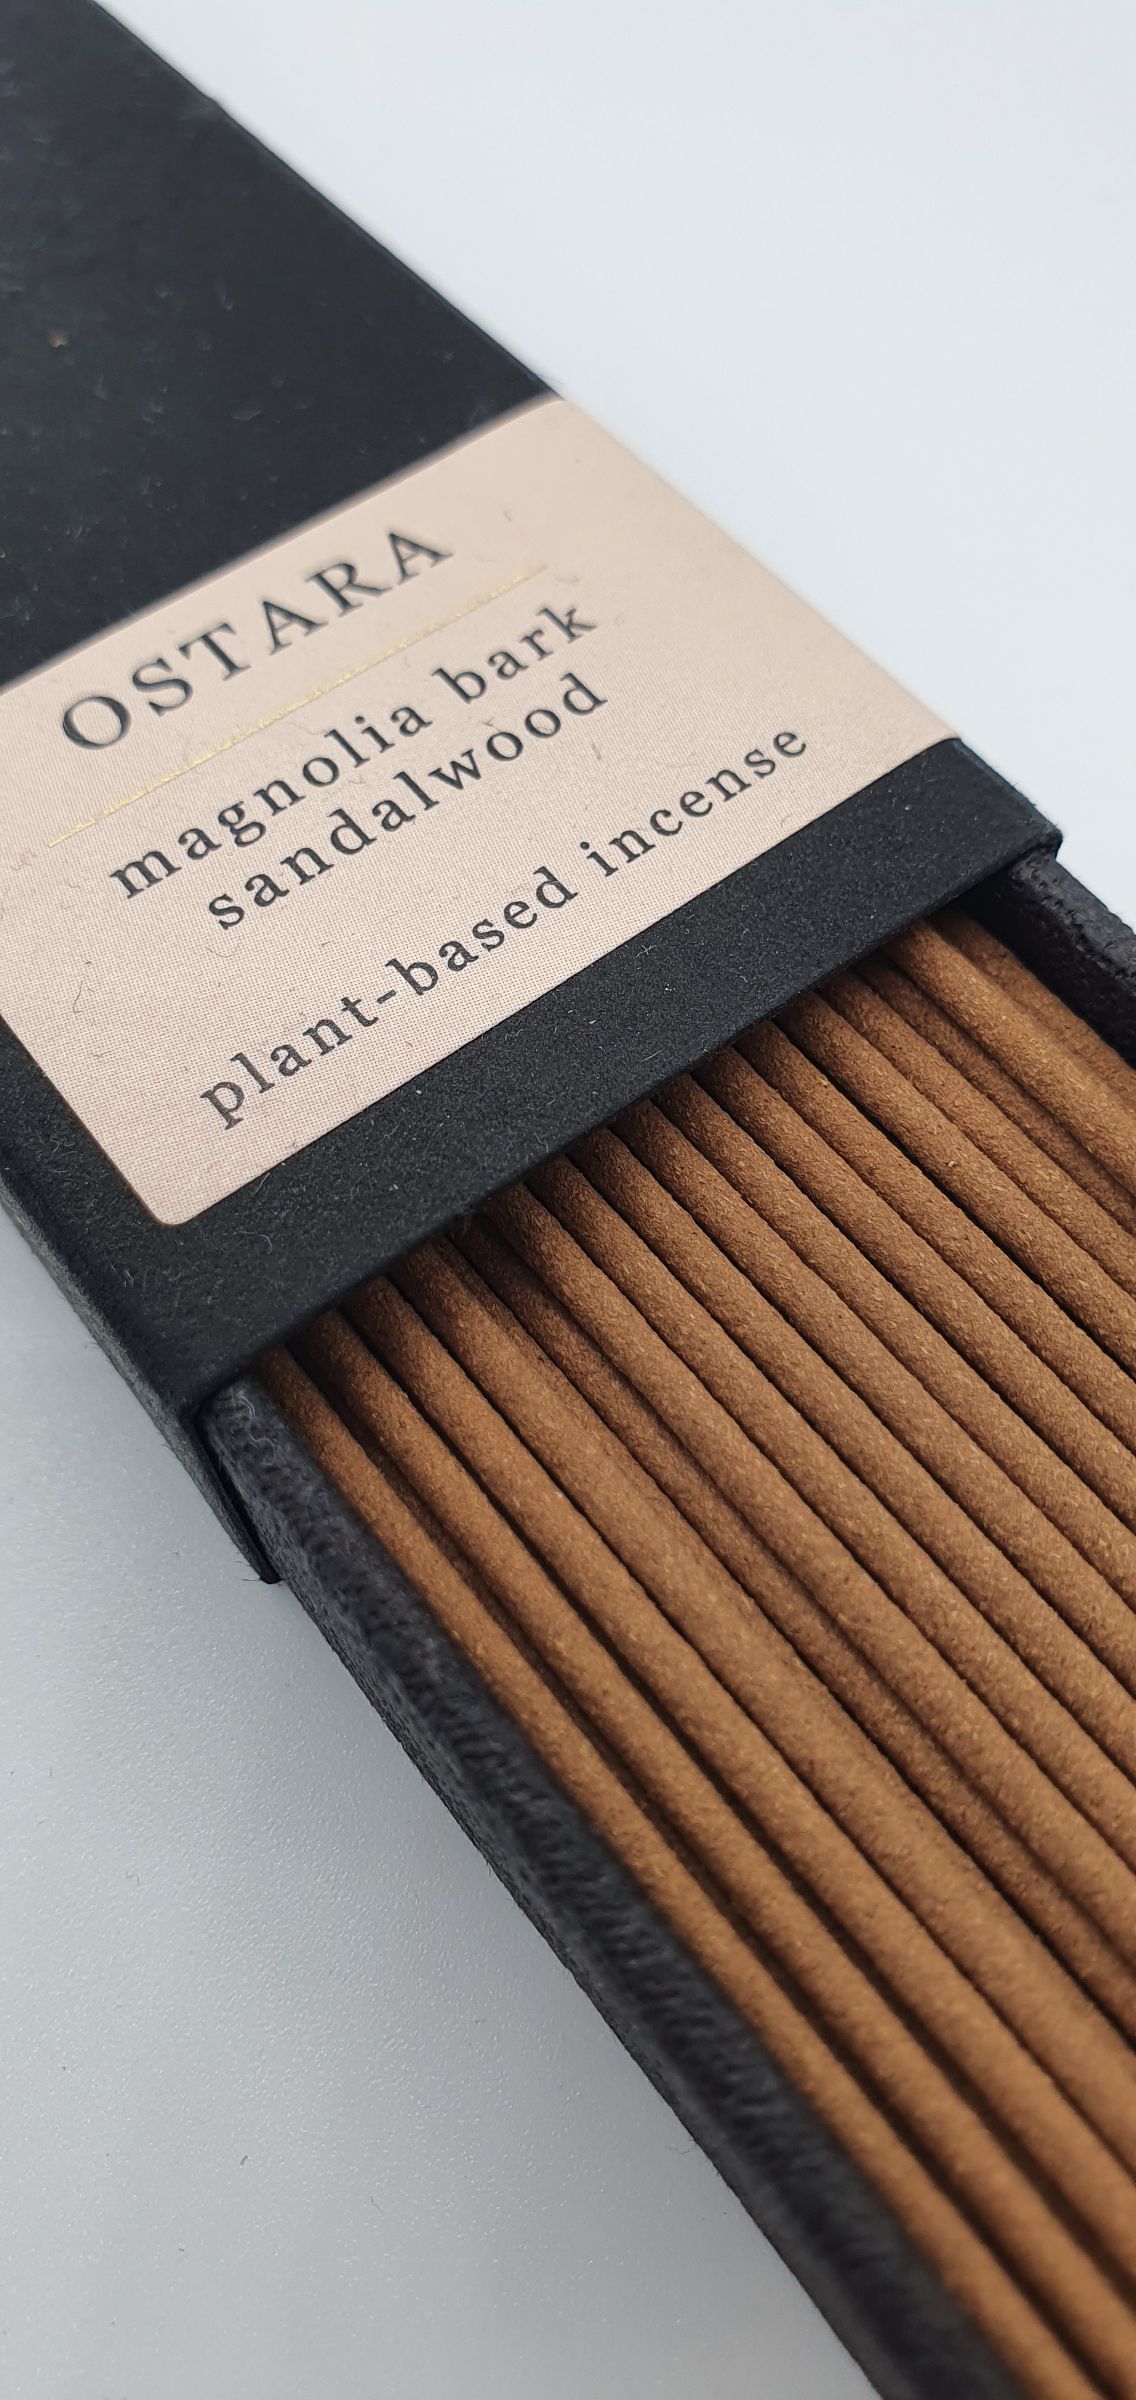 OSTARA
magnolia bark
sandalwood
plant-based incense